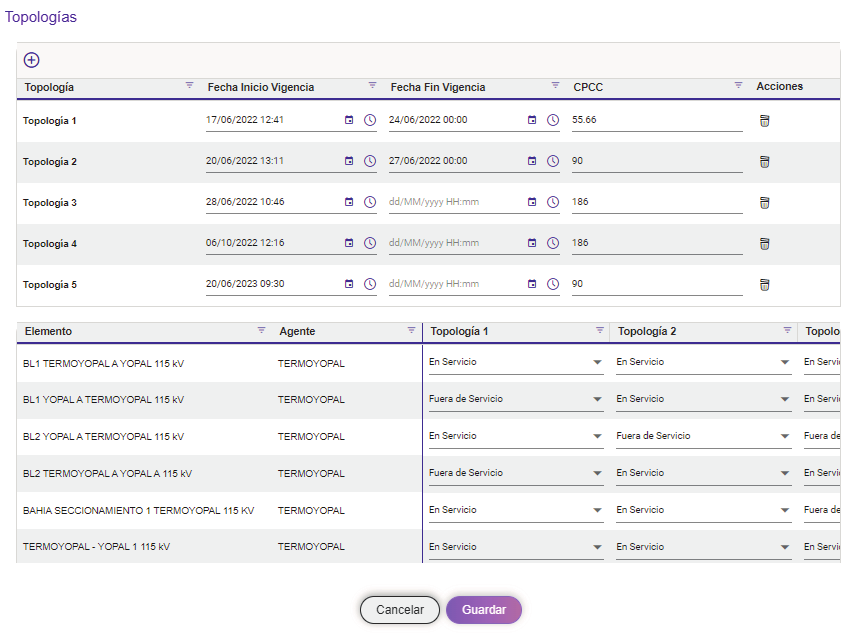 Topologías
Topología Fecha Inicio Vigencia Fecha Fin Vigencia CPCC Acciones
Topología 1 17/06/2022 12:41 24/06/2022 00:00 55.66
Topología 2 20/06/2022 13:11 27/06/2022 00:00 90
Topología 3 28/06/2022 10:46 dd/MM/yyyy HH:mm 186
Topología 4 06/10/2022 12:16 dd/MM/yyyy HH:mm 186
Topología 5 20/06/2023 09:30 dd/MM/yyyy HH:mm 90
Elemento Agente Topología 1 Topología 2 Topolo
BL1 TERMOYOPAL A YOPAL 115 kV TERMOYOPAL En Servicio En Servicio En Servi
BL1 YOPAL A TERMOYOPAL 115 kV TERMOYOPAL Fuera de Servicio En Servicio En Servi
BL2 YOPAL A TERMOYOPAL 115 kV TERMOYOPAL En Servicio Fuera de Servicio Fuera de
BL2 TERMOYOPAL A YOPAL A 115 kV TERMOYOPAL Fuera de Servicio En Servicio En Servi
BAHIA SECCIONAMIENTO 1 TERMOYOPAL 115 KV TERMOYOPAL En Servicio En Servicio Fuera de
TERMOYOPAL - YOPAL 1 115 kV TERMOYOPAL En Servicio En Servicio En Servi
Cancelar Guardar